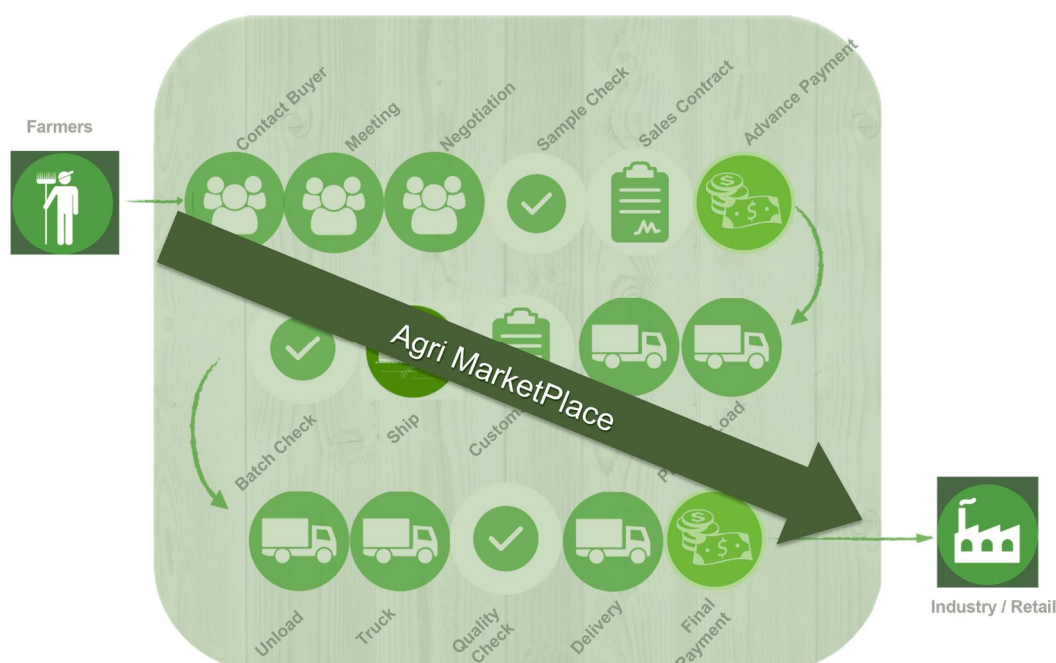 Farmers
Contact Buyer
Meeting
Negotiation
Sample Check
Sales Contract
Advance Payment
Agri MarketPlace
Batch Check
Ship
Load
Unload
Truck
Quality
Check
Delivery
Final
Payment
Industry / Retail